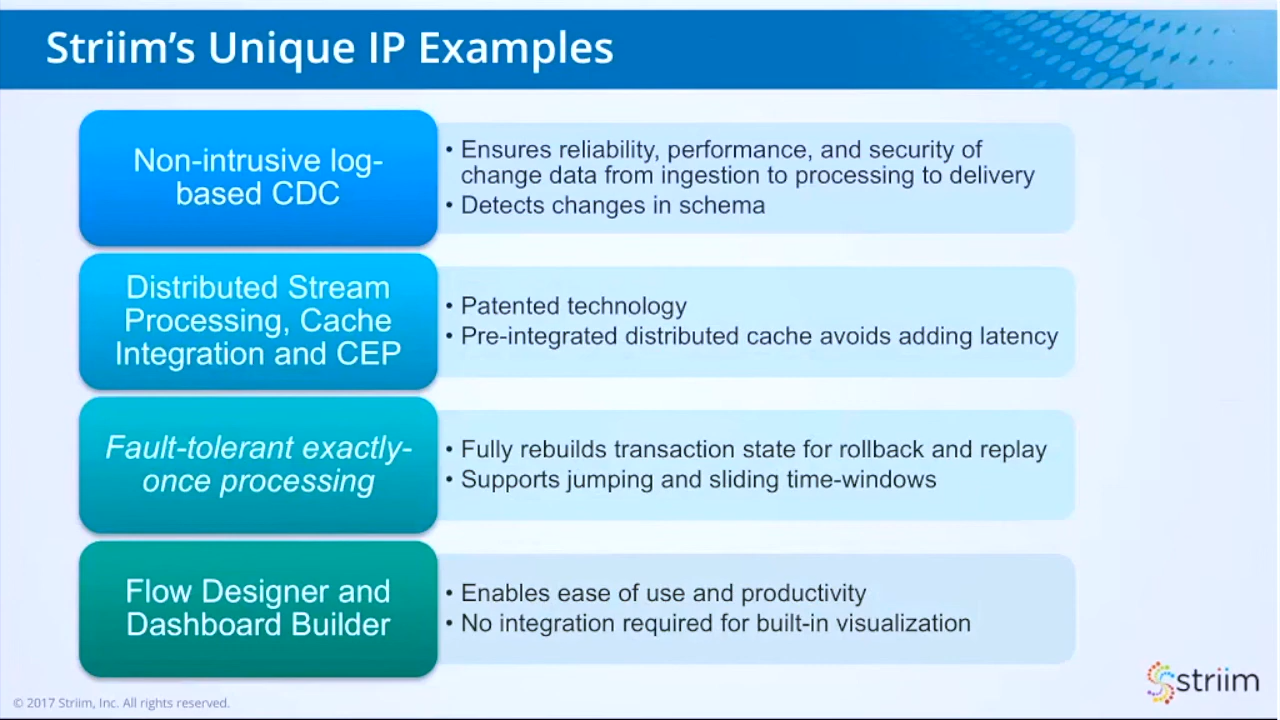 Striim's Unique IP Examples
Non-intrusive log-
based CDC
• Ensures reliability, performance, and security of
change data from ingestion to processing to delivery
• Detects changes in schema
Distributed Stream
Processing, Cache
Integration and CEP
• Patented technology
• Pre-integrated distributed cache avoids adding latency
Fault-tolerant exactly-
once processing
• Fully rebuilds transaction state for rollback and replay
• Supports jumping and sliding time-windows
Flow Designer and
Dashboard Builder
• Enables ease of use and productivity
• No integration required for built-in visualization
© 2017 Striim, Inc. All rights reserved.
striim